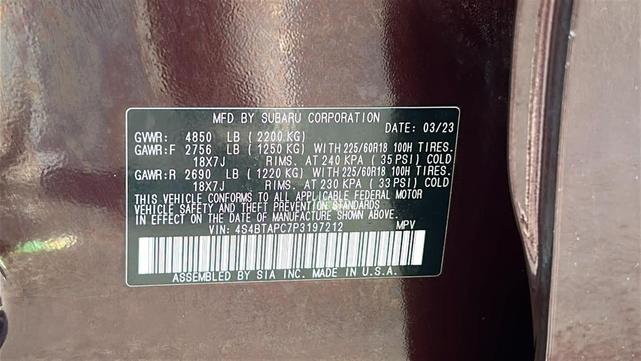 MFD BY SUBARU CORPORATION
GVWR: 4850 LB (2200 KG) DATE: 03/23
GAWR:F 2756 LB (1250 KG) WITH 225/60R18 100H TIRES.
18X7J RIMS. AT 240 KPA (35 PSI) COLD
GAWR:R 2690 LB (1220 KG) WITH 225/60R18 100H TIRES.
18X7J RIMS. AT 230 KPA (33 PSI) COLD
THIS VEHICLE CONFORMS TO ALL APPLICABLE FEDERAL MOTOR
VEHICLE SAFETY AND THEFT PREVENTION STANDARDS
IN EFFECT ON THE DATE OF MANUFACTURE SHOWN ABOVE.
VIN: 4S4BTAPC7P3197212 MPV
ASSEMBLED BY SIA INC. MADE IN U.S.A.